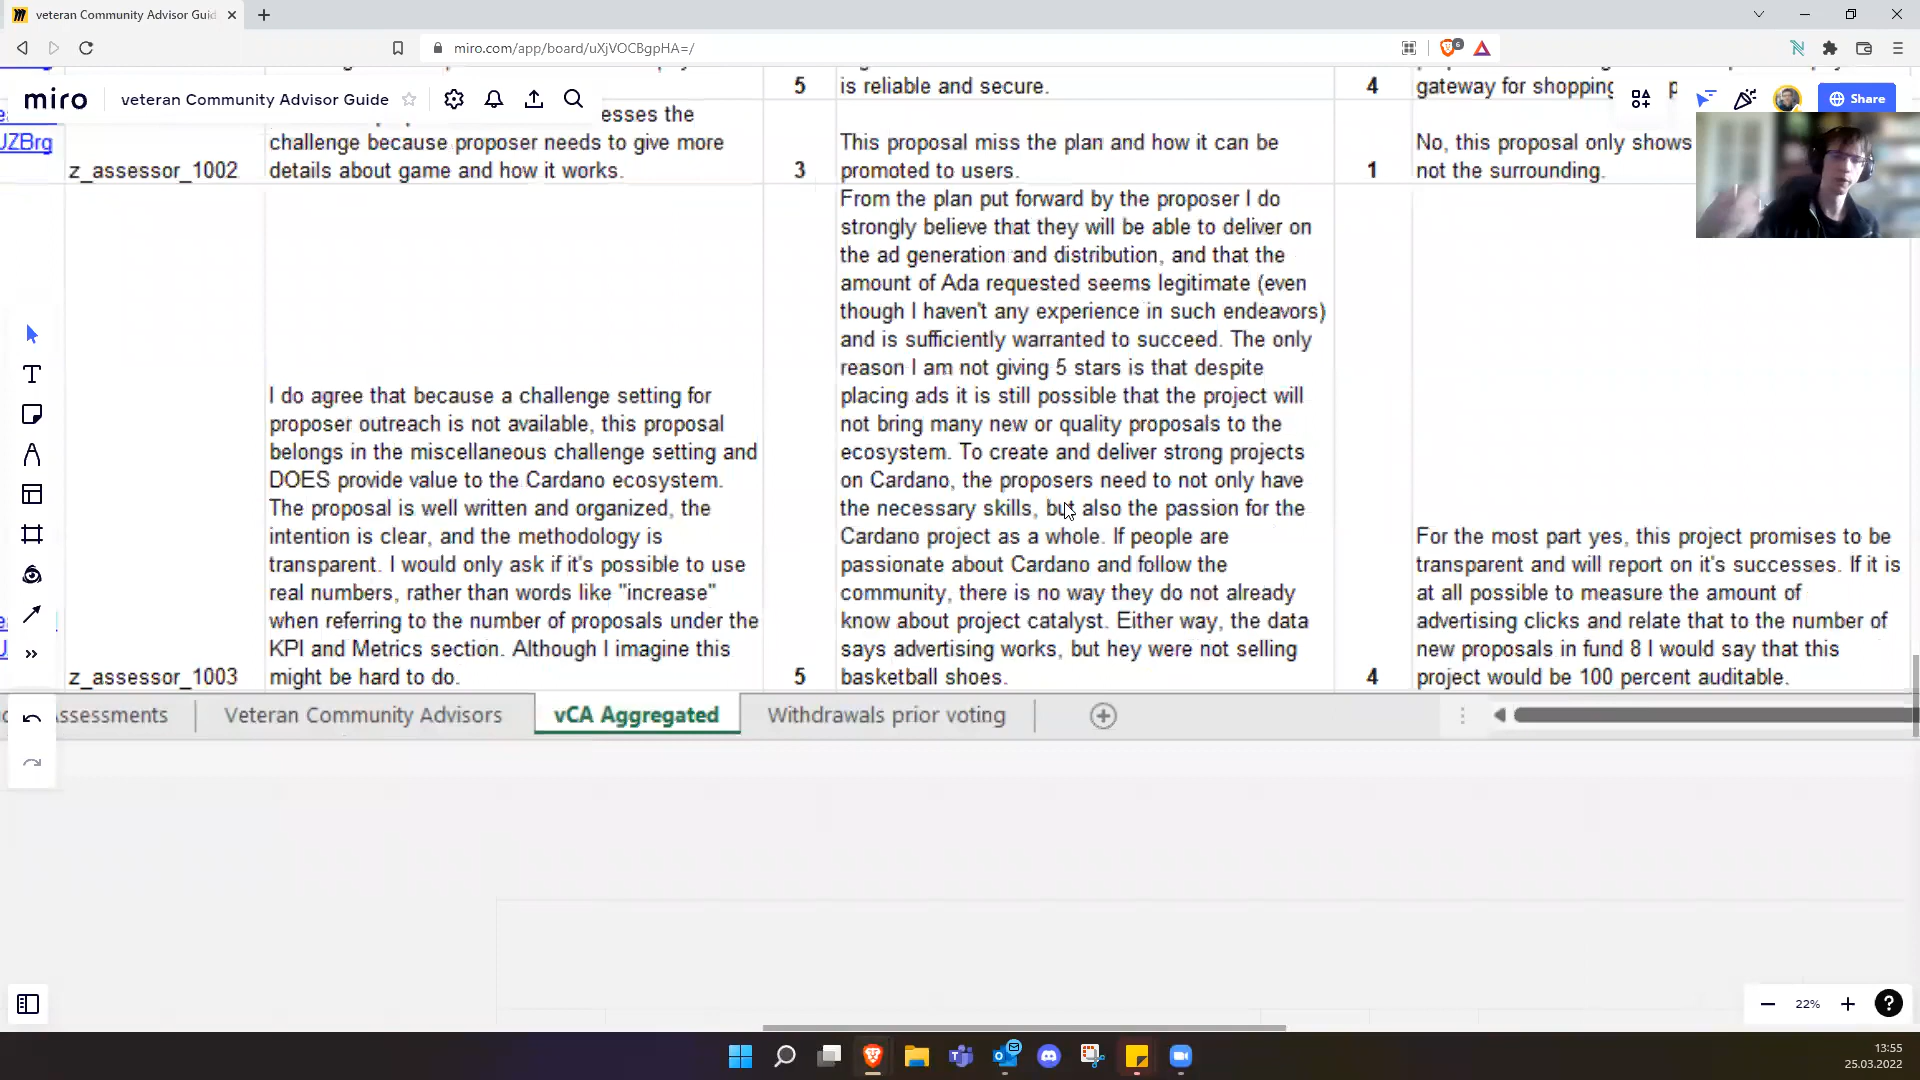 veteran Community Advisor Guid
miro.com/app/board/uXjVOCBgpHA=/
6
miro
veteran Community Advisor Guide
Share
5
is reliable and secure.
4
gateway for shopping
esses the
UZBrg
challenge because proposer needs to give more
details about game and how it works.
z_assessor_1002
3
This proposal miss the plan and how it can be
promoted to users.
1
No, this proposal only shows
not the surrounding.
I do agree that because a challenge setting for
proposer outreach is not available, this proposal
belongs in the miscellaneous challenge setting and
DOES provide value to the Cardano ecosystem.
The proposal is well written and organized, the
intention is clear, and the methodology is
transparent. I would only ask if it's possible to use
real numbers, rather than words like "increase"
when referring to the number of proposals under the
KPI and Metrics section. Although I imagine this
might be hard to do.
z_assessor_1003
5
From the plan put forward by the proposer I do
strongly believe that they will be able to deliver on
the ad generation and distribution, and that the
amount of Ada requested seems legitimate (even
though I haven't any experience in such endeavors)
and is sufficiently warranted to succeed. The only
reason I am not giving 5 stars is that despite
placing ads it is still possible that the project will
not bring many new or quality proposals to the
ecosystem. To create and deliver strong projects
on Cardano, the proposers need to not only have
the necessary skills, but also the passion for the
Cardano project as a whole. If people are
passionate about Cardano and follow the
community, there is no way they do not already
know about project catalyst. Either way, the data
says advertising works, but hey were not selling
basketball shoes.
4
For the most part yes, this project promises to be
transparent and will report on it's successes. If it is
at all possible to measure the amount of
advertising clicks and relate that to the number of
new proposals in fund 8 I would say that this
project would be 100 percent auditable.
Assessments
Veteran Community Advisors
vCA Aggregated
Withdrawals prior voting
22%
13:55
25.03.2022